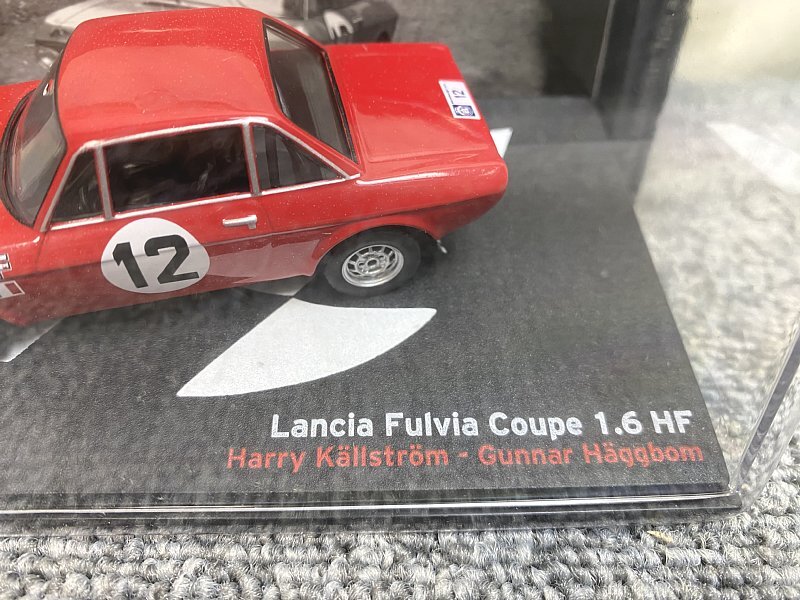 12
12
Lancia Fulvia Coupe 1.6 HF
Harry Källström - Gunnar Häggbom